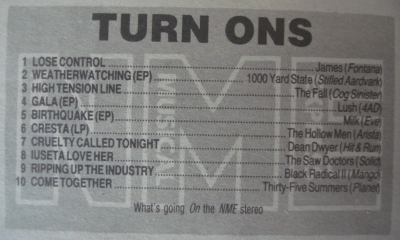 TURN ONS
1 LOSE CONTROL James (Fontana)
2 WEATHERWATCHING (EP) 1000 Yard State (Stifled Aardvark)
3 HIGH TENSION LINE The Fall (Cog Sinister)
4 GALA (EP) Lush (4AD)
5 BIRTHQUAKE (EP) Milk (Eve)
6 CRESTA (LP) The Hollow Men (Arista)
7 CRUELTY CALLED TONIGHT Dean Dwyer (Hit & Run)
8 I USETA LOVE HER The Saw Doctors (Solid)
9 RIPPING UP THE INDUSTRY Black Radical II (Mango)
10 COME TOGETHER Thirty-Five Summers (Planet)
What's going On the NME stereo
NME
MUSICAL